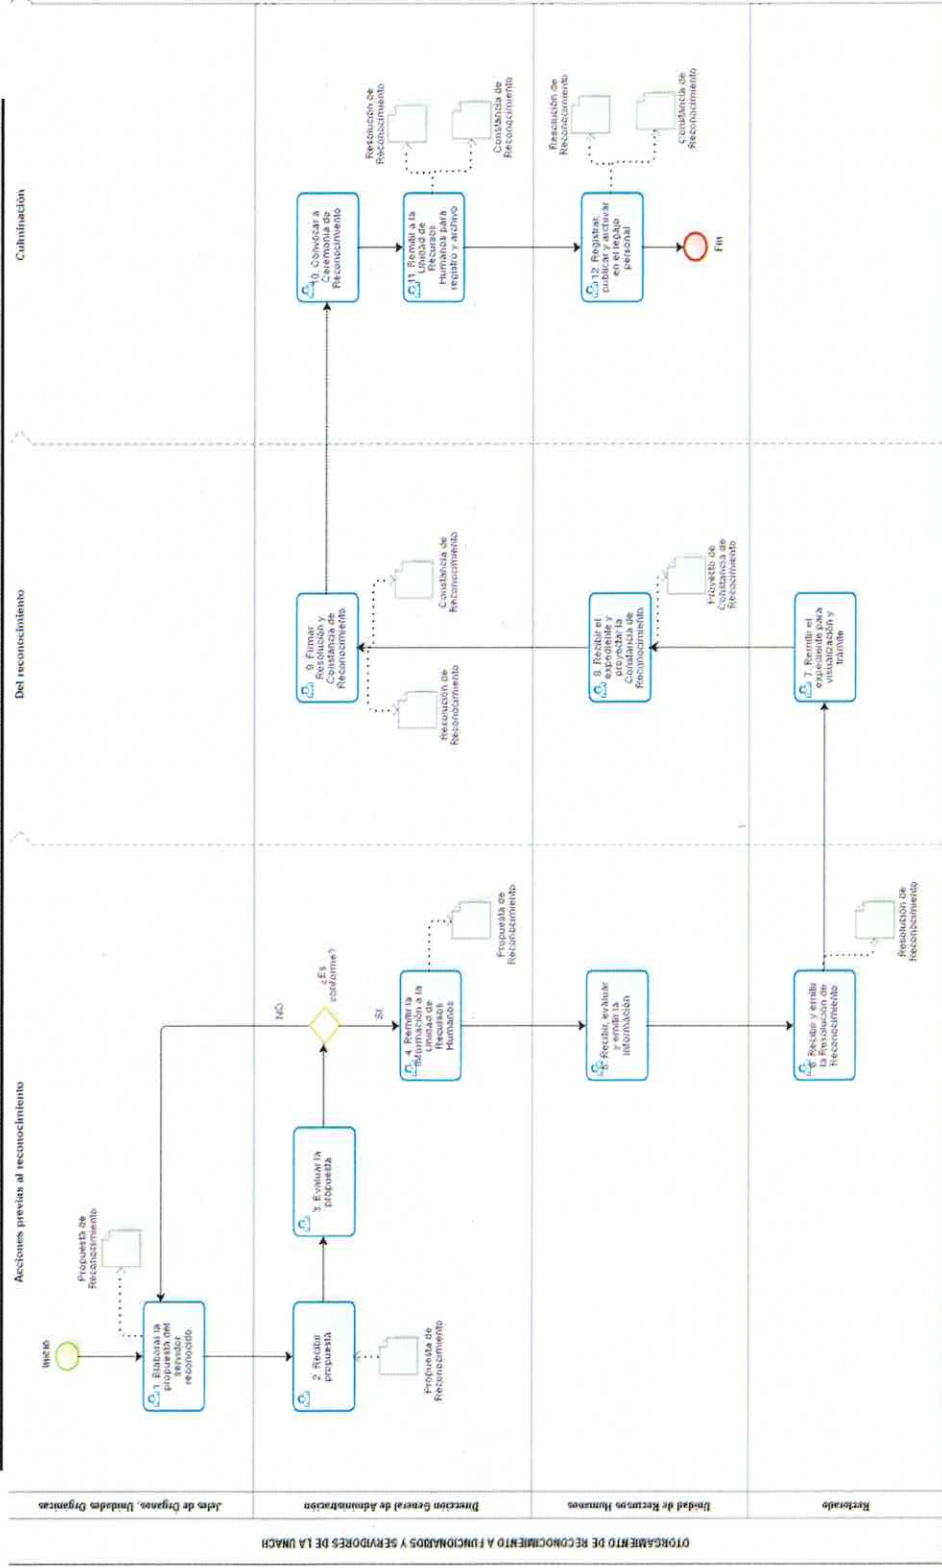 OTORGAMIENTO DE RECONOCIMIENTO A FUNCIONARIOS Y SERVIDORES DE LA UNACH
Acciones previas al reconocimiento
Del reconocimiento
Culminación
Jefes de Órganos, Unidades Orgánicas
Inicio
1. Elaborar la
propuesta del
servidor
reconocido
Propuesta de
Reconocimiento
Dirección General de Administración
2. Recibir
propuesta
Propuesta de
Reconocimiento
3. Evaluar la
propuesta
¿Es
conforme?
NO
SI
4. Remitir la
información a la
Unidad de
Recursos
Humanos
Propuesta de
Reconocimiento
9. Firmar
Resolución y
Constancia de
Reconocimiento
Resolución de
Reconocimiento
Constancia de
Reconocimiento
10. Convocar a
Ceremonia de
Reconocimiento
11. Remitir a la
Unidad de
Recursos
Humanos para
registro y archivo
Resolución de
Reconocimiento
Constancia de
Reconocimiento
Unidad de Recursos Humanos
5. Recibir, evaluar
y emitir la
información
8. Recibir el
expediente y
proyectar la
Constancia de
Reconocimiento
Proyecto de
Constancia de
Recocimiento
12. Registrar,
publicar y archivar
en el legajo
personal
Resolución de
Reconocimiento
Constancia de
Reconocimiento
Fin
Rectorado
6. Recibir y emitir
la Resolución de
Reconocimiento
Resolución de
Reconocimiento
7. Remitir el
expediente para
visualización y
trámite